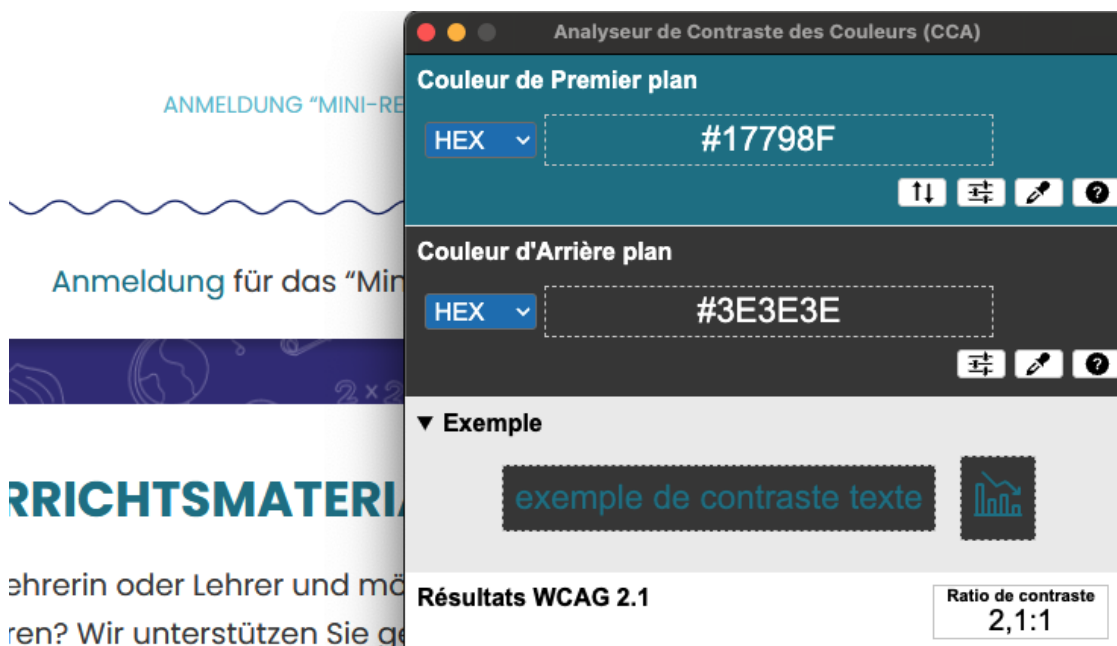 Analyseur de Contraste des Couleurs (CCA)
Couleur de Premier plan
HEX
#17798F
Couleur d'Arrière plan
HEX
#3E3E3E
▼ Exemple
exemple de contraste texte
Résultats WCAG 2.1
Ratio de contraste
2,1:1
ANMELDUNG “MINI-RE
Anmeldung für das “Min
2×2
RRICHTSMATERIA
ehrerin oder Lehrer und mö
ren? Wir unterstützen Sie ge